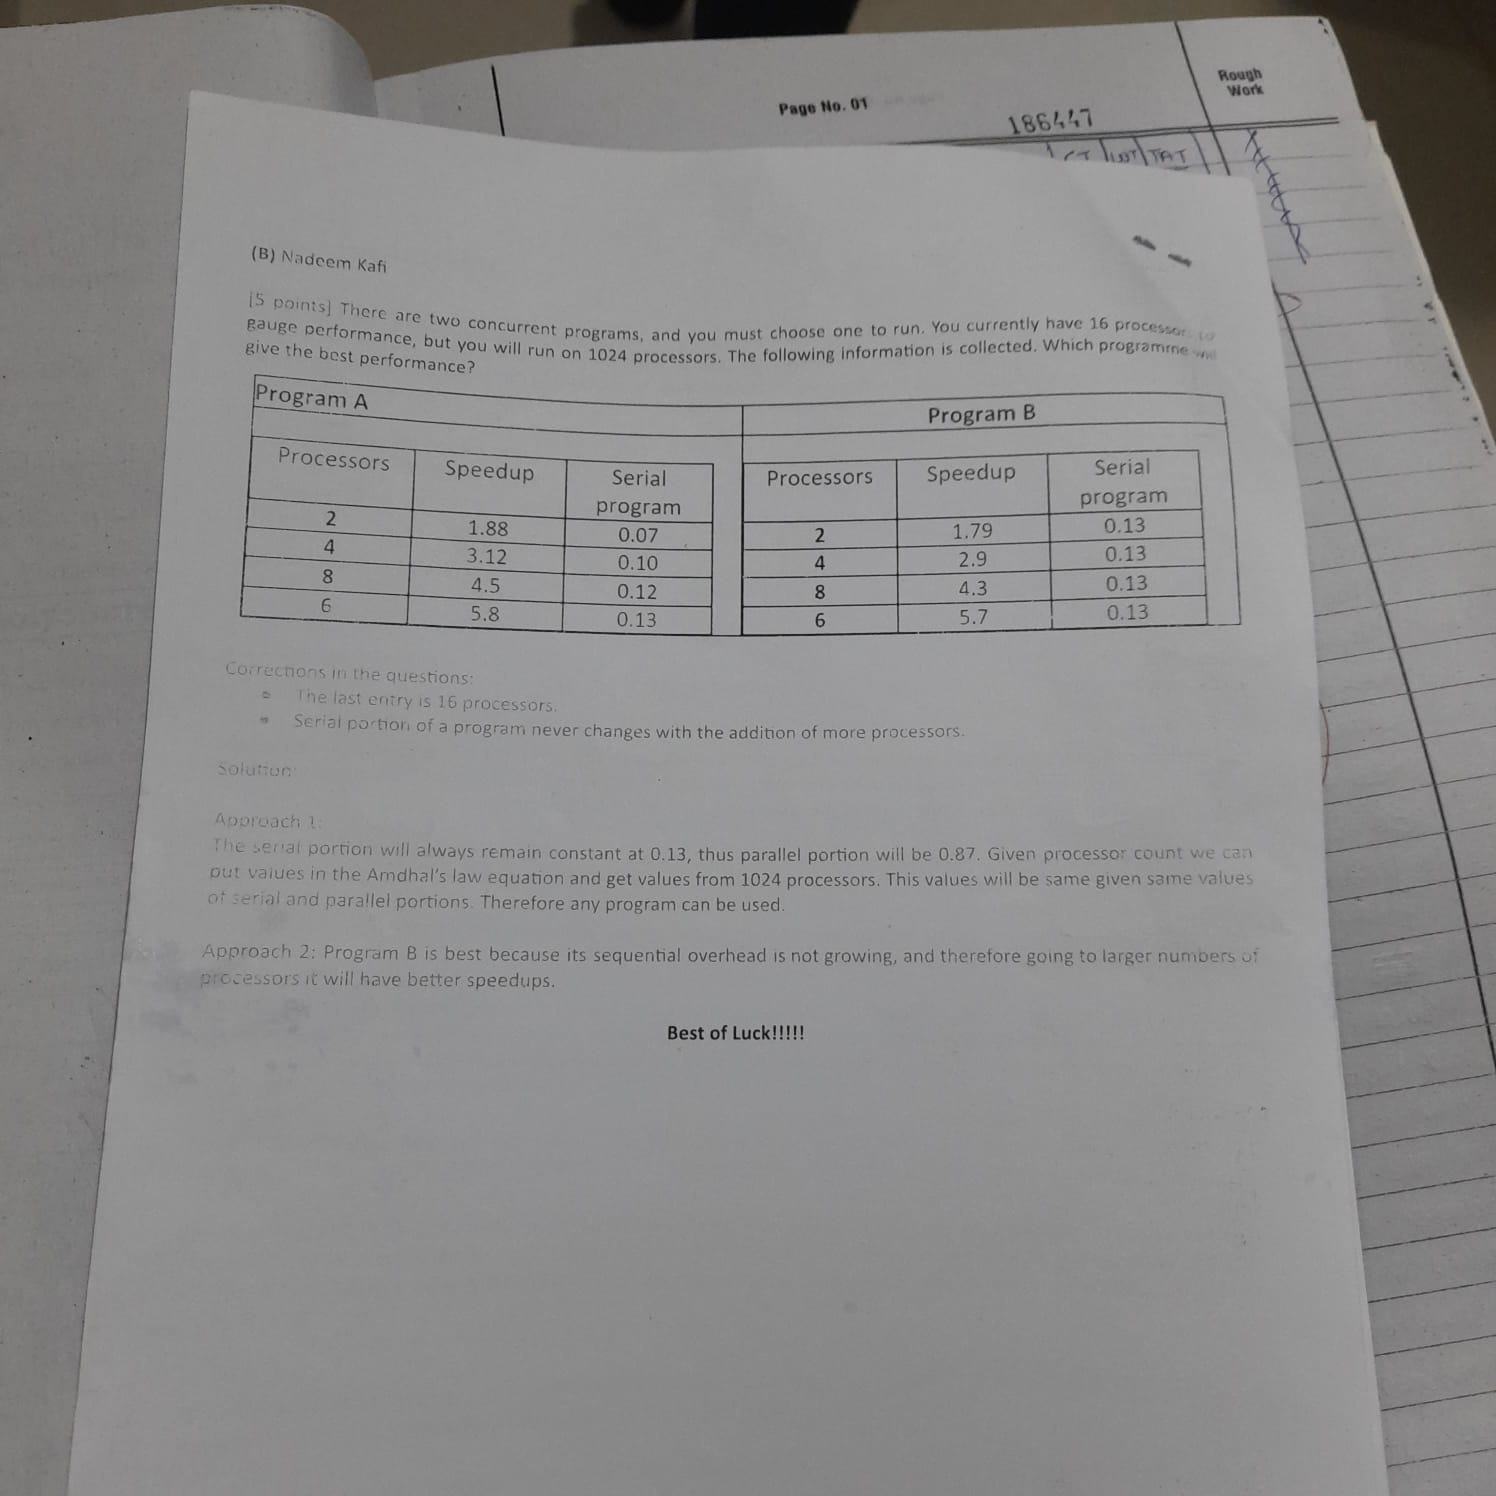 Page No. 01
Rough
Work
186447
CT WT TAT
(B) Nadeem Kafi
[5 points] There are two concurrent programs, and you must choose one to run. You currently have 16 processor to
gauge performance, but you will run on 1024 processors. The following information is collected. Which programme will
give the best performance?
Program A
Program B
Processors Speedup Serial program
2 1.88 0.07
4 3.12 0.10
8 4.5 0.12
6 5.8 0.13
Processors Speedup Serial program
2 1.79 0.13
4 2.9 0.13
8 4.3 0.13
6 5.7 0.13
Corrections in the questions:
The last entry is 16 processors.
Serial portion of a program never changes with the addition of more processors.
Solution:
Approach 1:
The serial portion will always remain constant at 0.13, thus parallel portion will be 0.87. Given processor count we can
put values in the Amdhal's law equation and get values from 1024 processors. This values will be same given same values
of serial and parallel portions. Therefore any program can be used.
Approach 2: Program B is best because its sequential overhead is not growing, and therefore going to larger numbers of
processors it will have better speedups.
Best of Luck!!!!!